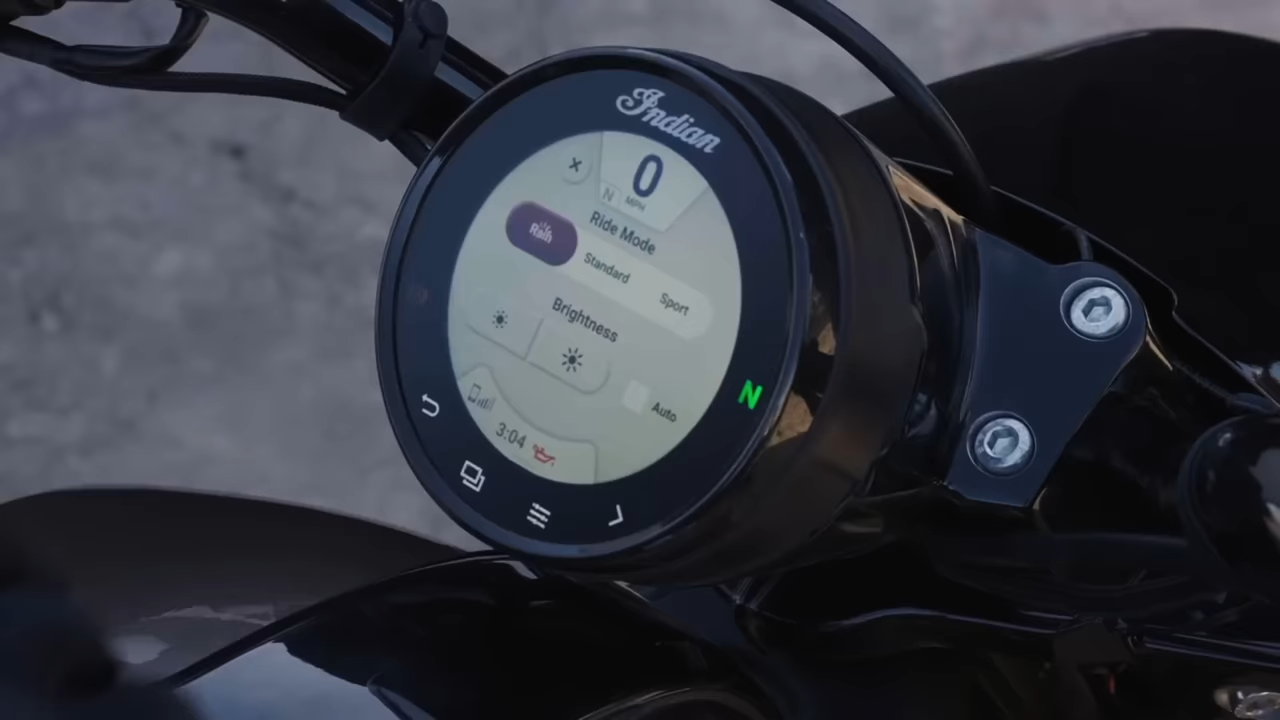 Indian
0
N
MPH
Ride Mode
Rain
Standard
Sport
Brightness
Auto
N
3:04